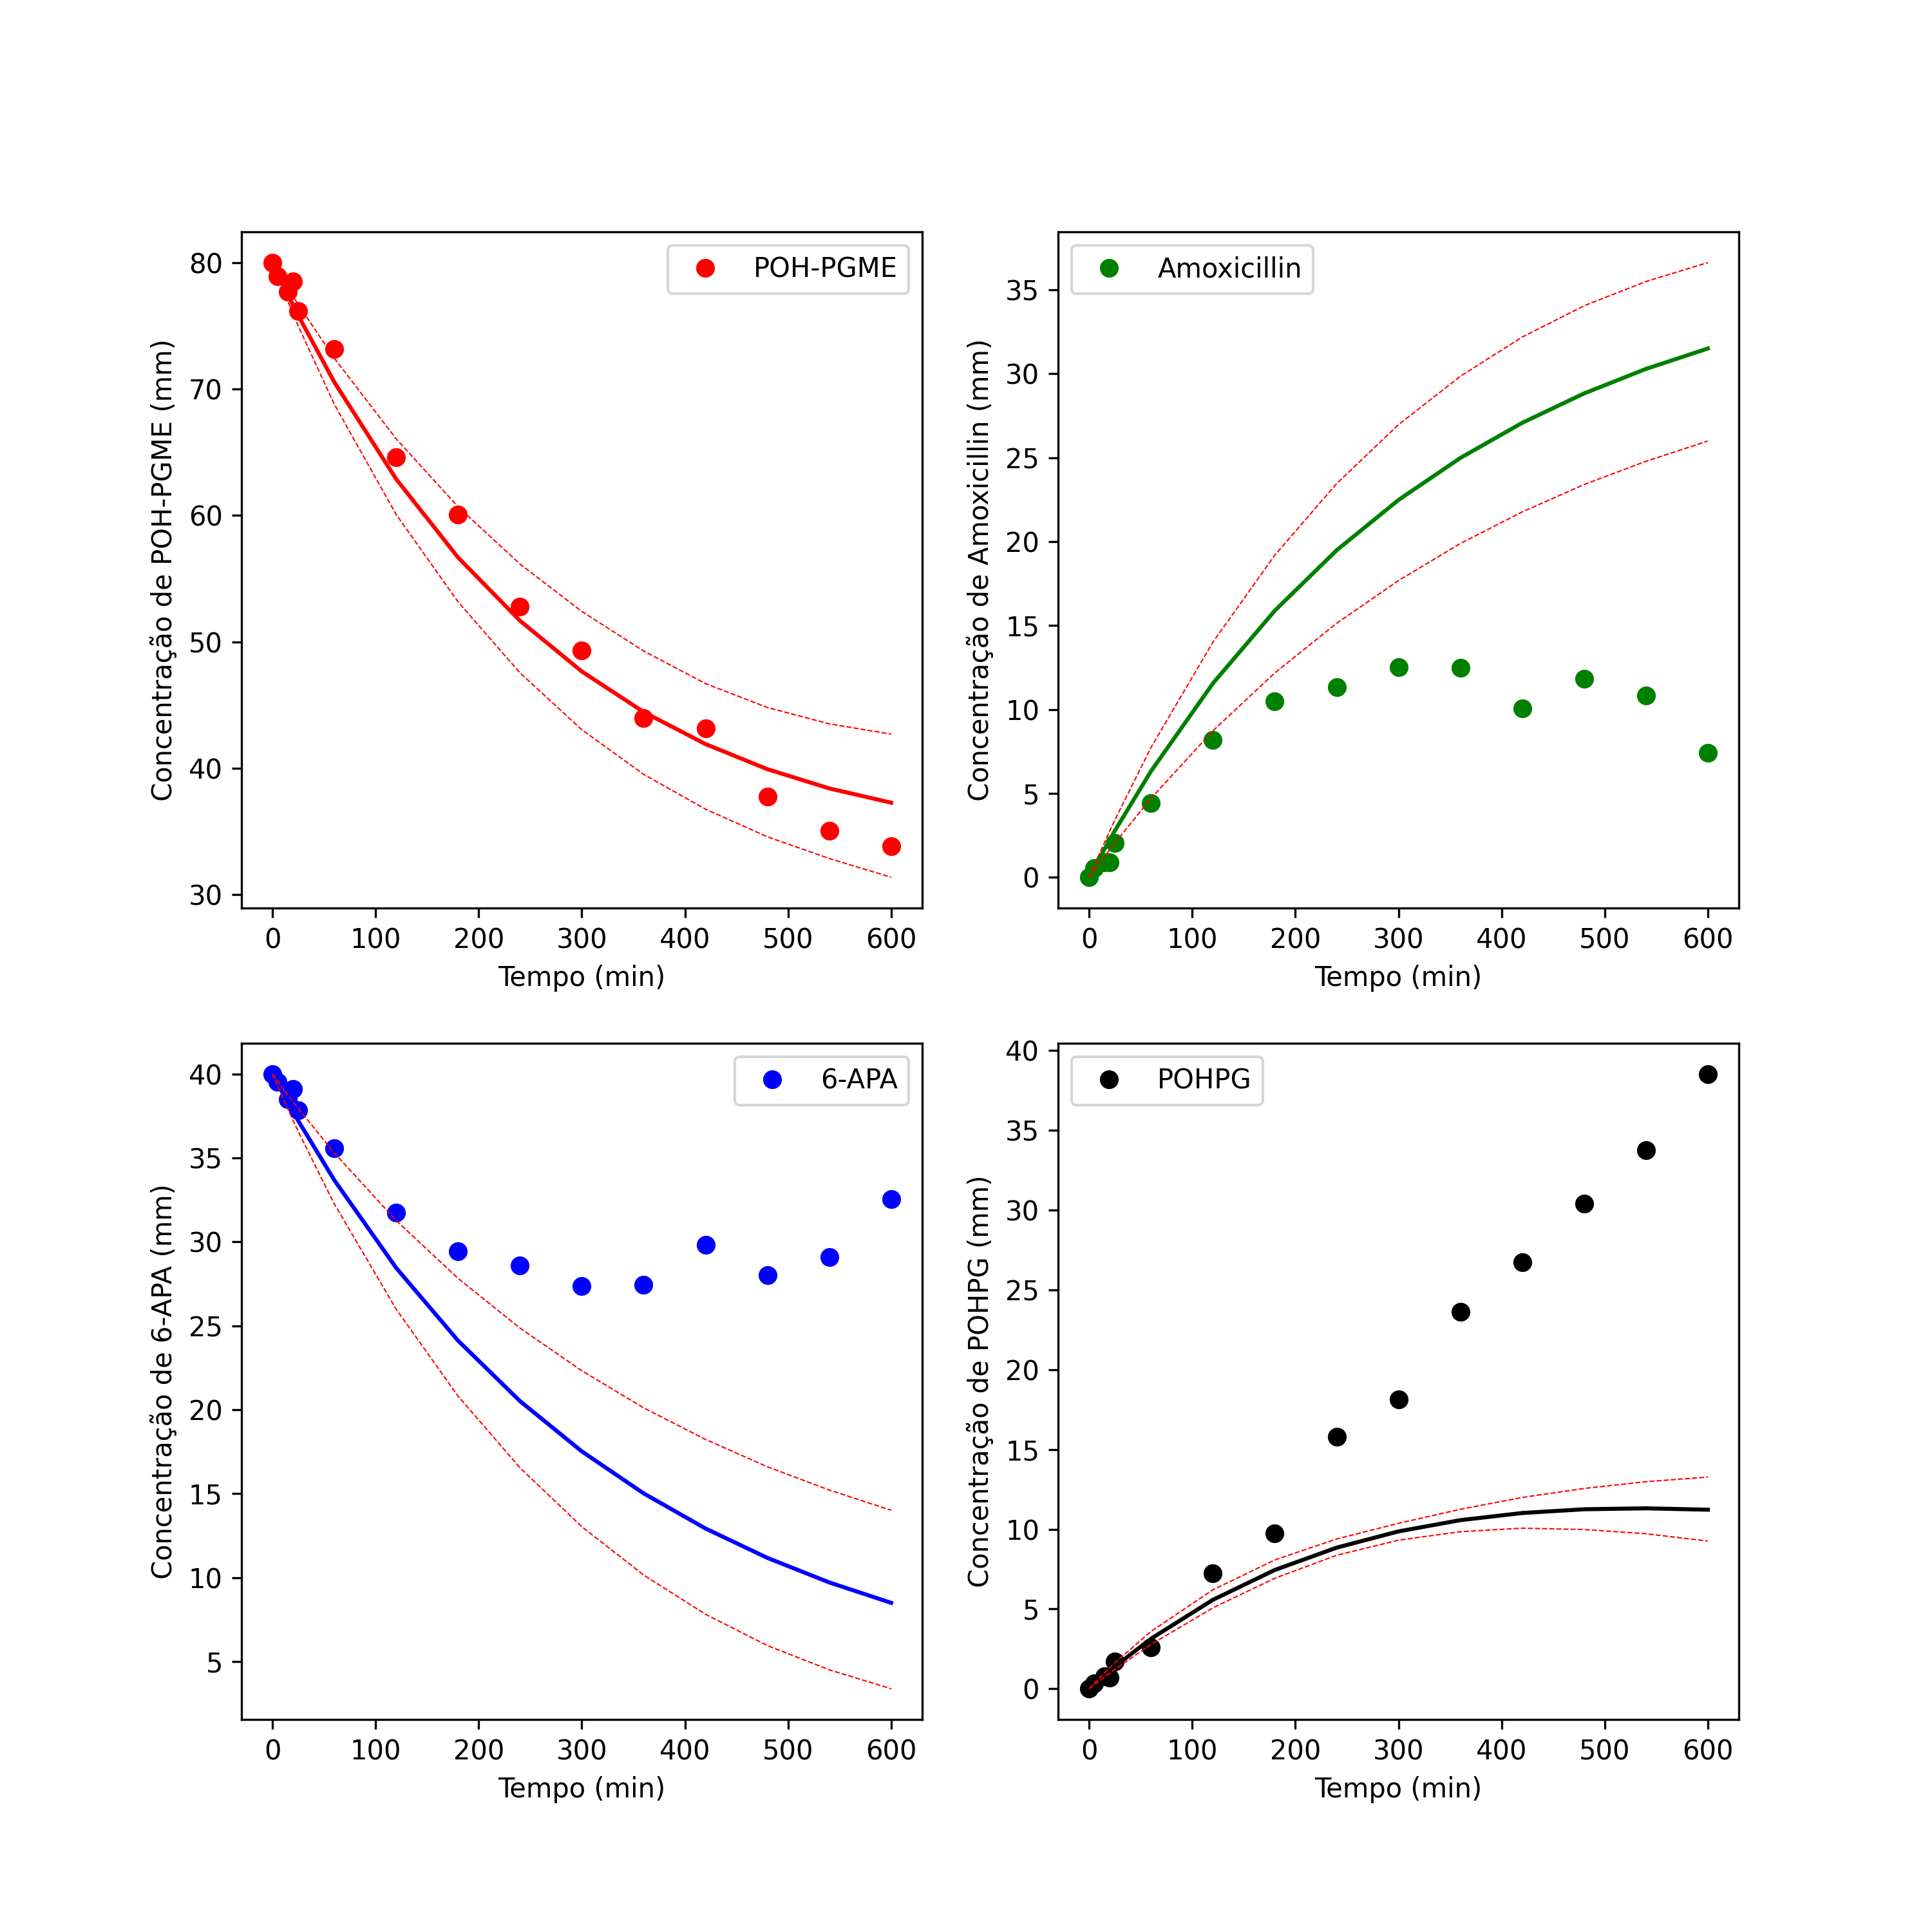 POH-PGME
80
70
60
50
40
30
Concentração de POH-PGME (mm)
0 100 200 300 400 500 600
Tempo (min)
Amoxicillin
35
30
25
20
15
10
5
0
Concentração de Amoxicillin (mm)
0 100 200 300 400 500 600
Tempo (min)
6-APA
40
35
30
25
20
15
10
5
Concentração de 6-APA (mm)
0 100 200 300 400 500 600
Tempo (min)
POHPG
40
35
30
25
20
15
10
5
0
Concentração de POHPG (mm)
0 100 200 300 400 500 600
Tempo (min)